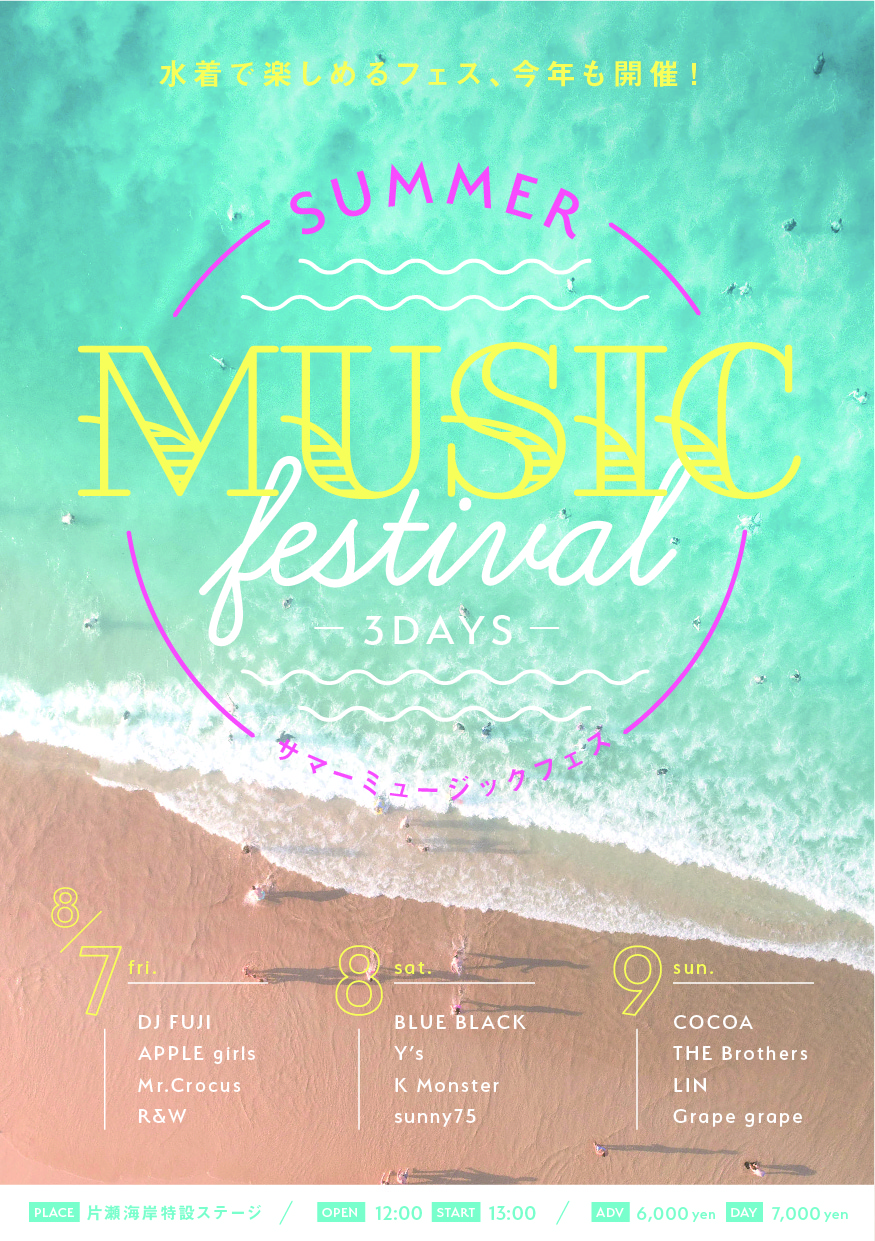 水着で楽しめるフェス、今年も開催！
SUMMER
MUSIC
festival
3DAYS
サマーミュージックフェス
8/7 fri.
DJ FUJI
APPLE girls
Mr.Crocus
R&W
8 sat.
BLUE BLACK
Y's
K Monster
sunny75
9 sun.
COCOA
THE Brothers
LIN
Grape grape
PLACE 片瀬海岸特設ステージ / OPEN 12:00 START 13:00 / ADV 6,000 yen DAY 7,000 yen